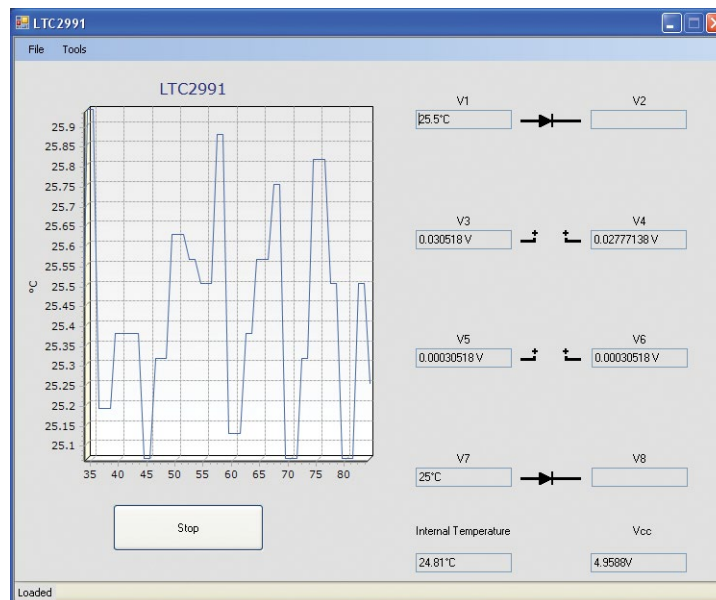 LTC2991
File Tools
LTC2991
25.9
25.85
25.8
25.75
25.7
25.65
25.6
25.55
25.5
25.45
25.4
25.35
25.3
25.25
25.2
25.15
25.1
°C
35 40 45 50 55 60 65 70 75 80
Stop
V1 V2
25.5°C
V3 V4
0.030518 V + + 0.02777138 V
V5 V6
0.00030518 V + + 0.00030518 V
V7 V8
25°C
Internal Temperature Vcc
24.81°C 4.9588V
Loaded